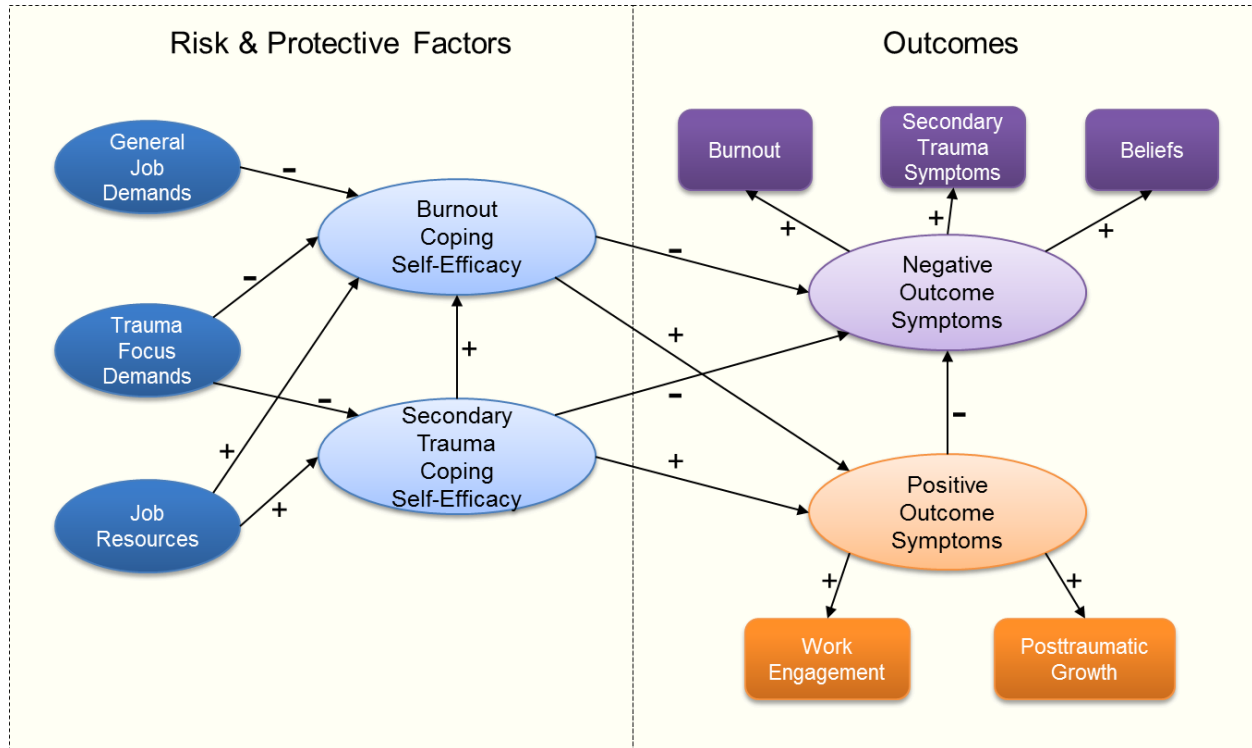 Risk & Protective Factors
Outcomes
General
Job
Demands
Trauma
Focus
Demands
Job
Resources
Burnout
Coping
Self-Efficacy
Secondary
Trauma
Coping
Self-Efficacy
Burnout
Secondary
Trauma
Symptoms
Beliefs
Negative
Outcome
Symptoms
Positive
Outcome
Symptoms
Work
Engagement
Posttraumatic
Growth
-
-
-
+
+
+
-
+
-
+
+
+
+
-
+
+